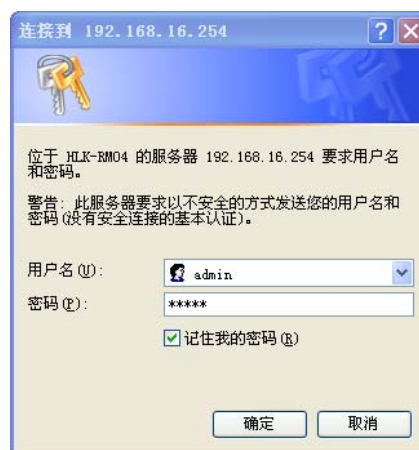 连接到 192.168.16.254
位于 HLK-RM04 的服务器 192.168.16.254 要求用户名
和密码。
警告: 此服务器要求以不安全的方式发送您的用户名和
密码(没有安全连接的基本认证)。
用户名(U):
admin
密码(P):
*****
记住我的密码(R)
确定
取消